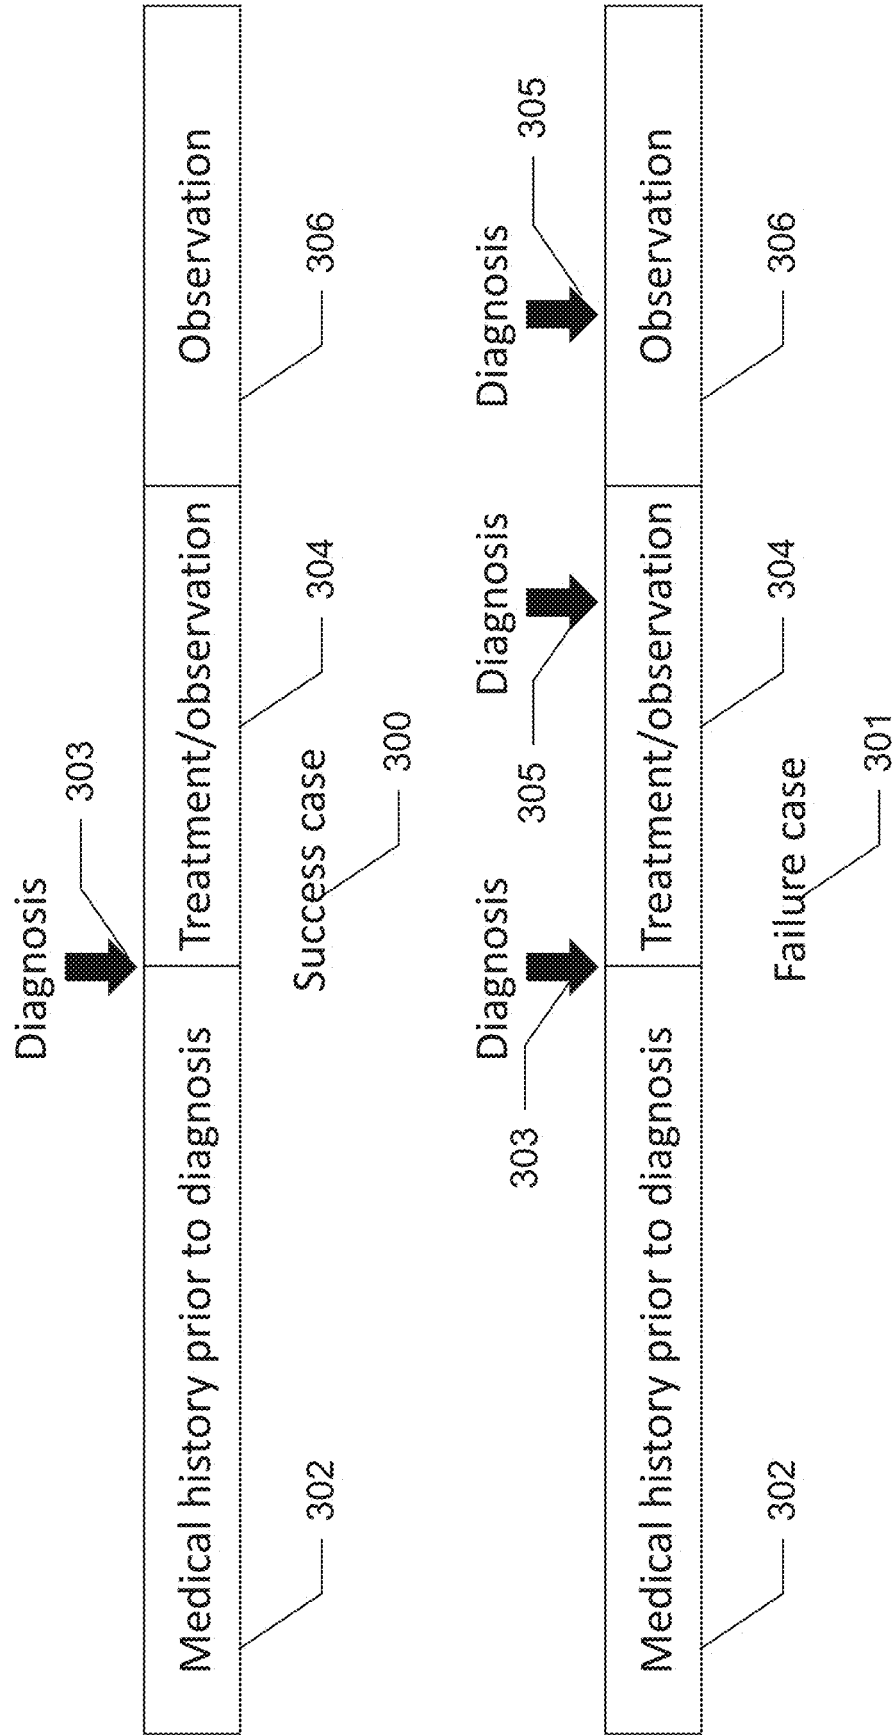 Diagnosis
303
Medical history prior to diagnosis
Treatment/observation
Observation
302
304
306
Success case
300
Diagnosis
Diagnosis
Diagnosis
303
305
305
Medical history prior to diagnosis
Treatment/observation
Observation
302
304
306
Failure case
301